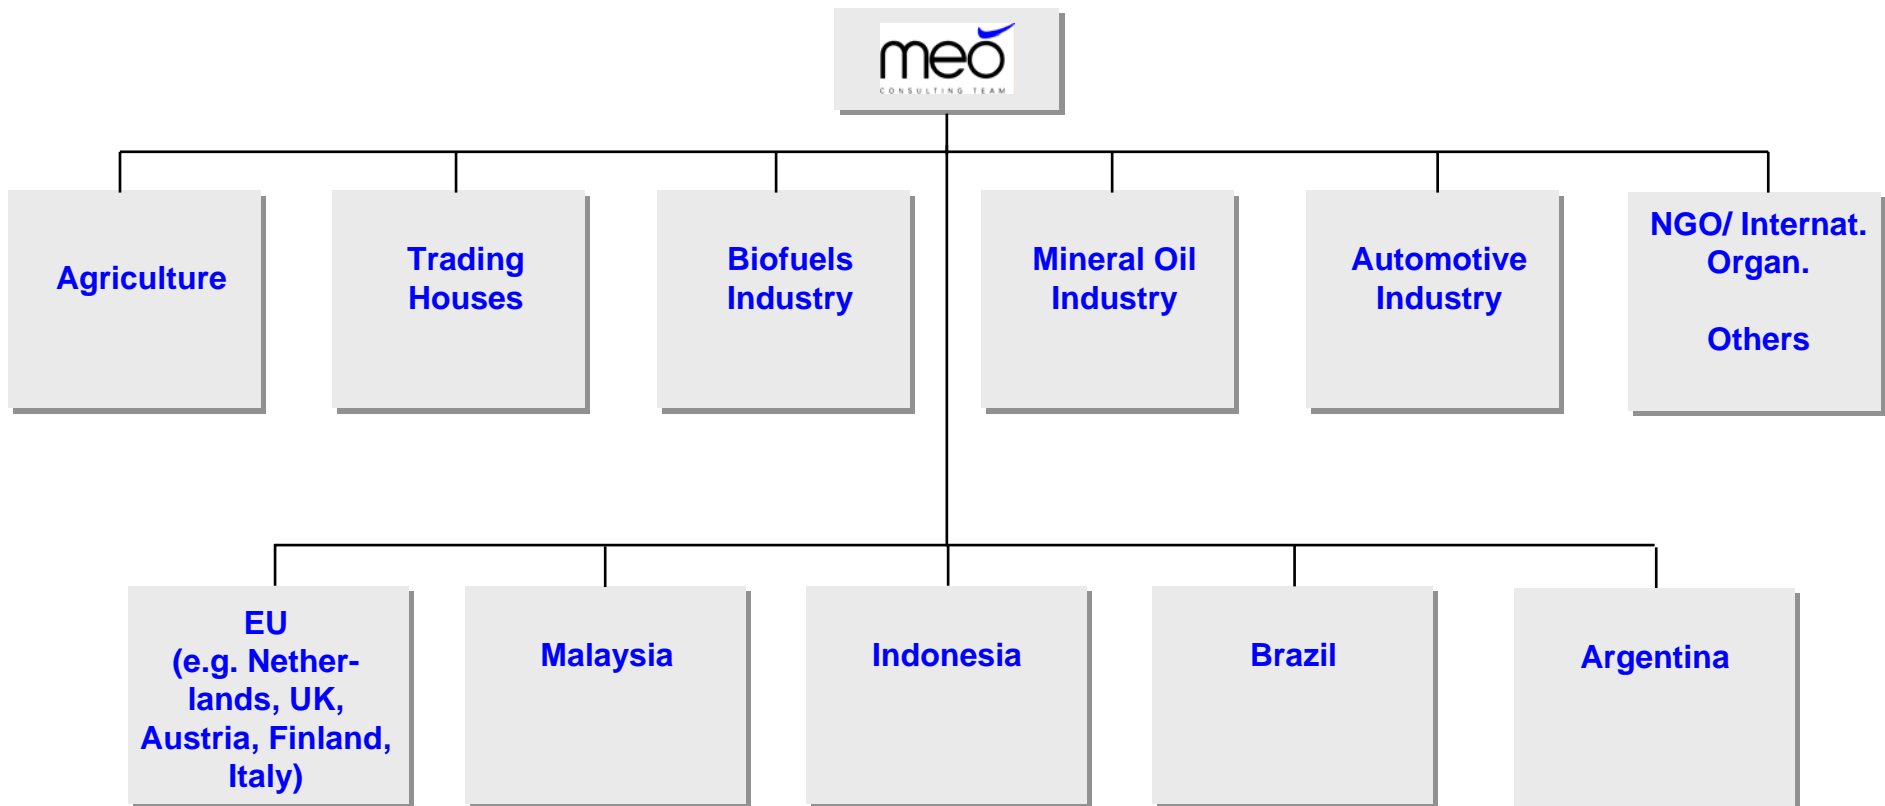 meó
CONSULTING TEAM
Agriculture
Trading
Houses
Biofuels
Industry
Mineral Oil
Industry
Automotive
Industry
NGO/ Internat.
Organ.
Others
EU
(e.g. Nether-
lands, UK,
Austria, Finland,
Italy)
Malaysia
Indonesia
Brazil
Argentina